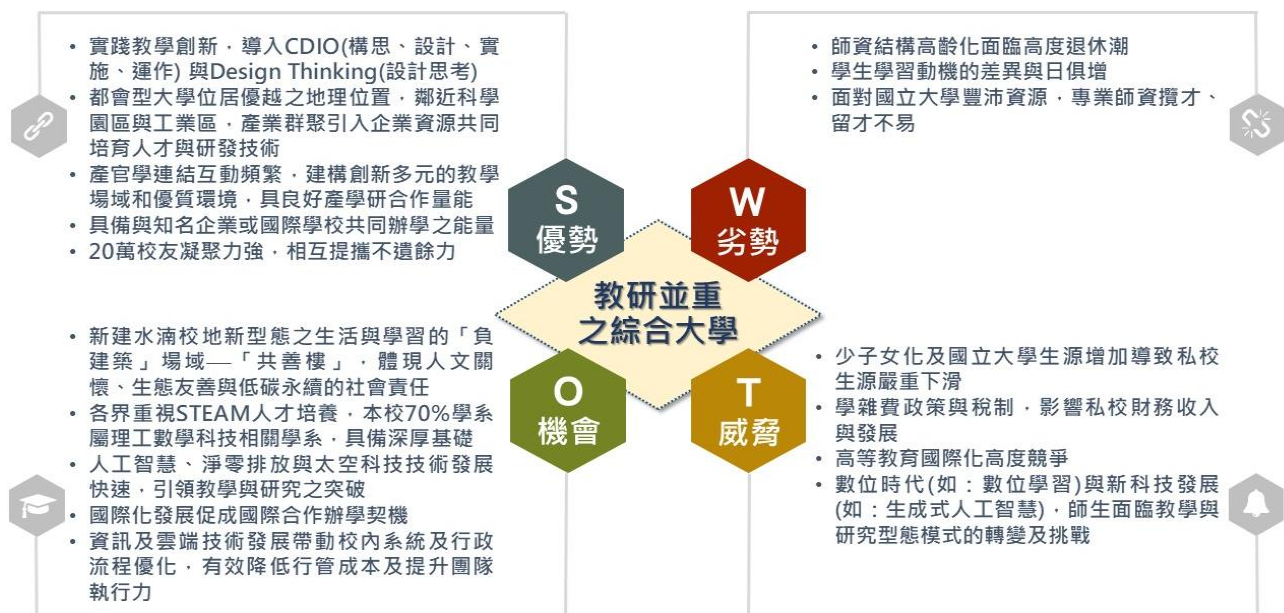 • 實踐教學創新，導入CDIO(構思、設計、實
施、運作) 與Design Thinking(設計思考)
• 都會型大學位居優越之地理位置，鄰近科學
園區與工業區，產業群聚引入企業資源共同
培育人才與研發技術
• 產官學連結互動頻繁，建構創新多元的教學
場域和優質環境，具良好產學研合作量能
• 具備與知名企業或國際學校共同辦學之能量
• 20萬校友凝聚力強，相互提攜不遺餘力
S
優勢
• 師資結構高齡化面臨高度退休潮
• 學生學習動機的差異與日俱增
• 面對國立大學豐沛資源，專業師資攬才、
留才不易
W
劣勢
教研並重
之綜合大學
• 新建水湳校地新型態之生活與學習的「負
建築」場域—「共善樓」，體現人文關
懷、生態友善與低碳永續的社會責任
• 各界重視STEAM人才培養，本校70%學系
屬理工數學科技相關學系，具備深厚基礎
• 人工智慧、淨零排放與太空科技技術發展
快速，引領教學與研究之突破
• 國際化發展促成國際合作辦學契機
• 資訊及雲端技術發展帶動校內系統及行政
流程優化，有效降低行管成本及提升團隊
執行力
O
機會
• 少子女化及國立大學生源增加導致私校
生源嚴重下滑
• 學雜費政策與稅制，影響私校財務收入
與發展
• 高等教育國際化高度競爭
• 數位時代(如：數位學習)與新科技發展
(如：生成式人工智慧)，師生面臨教學與
研究型態模式的轉變及挑戰
T
威脅